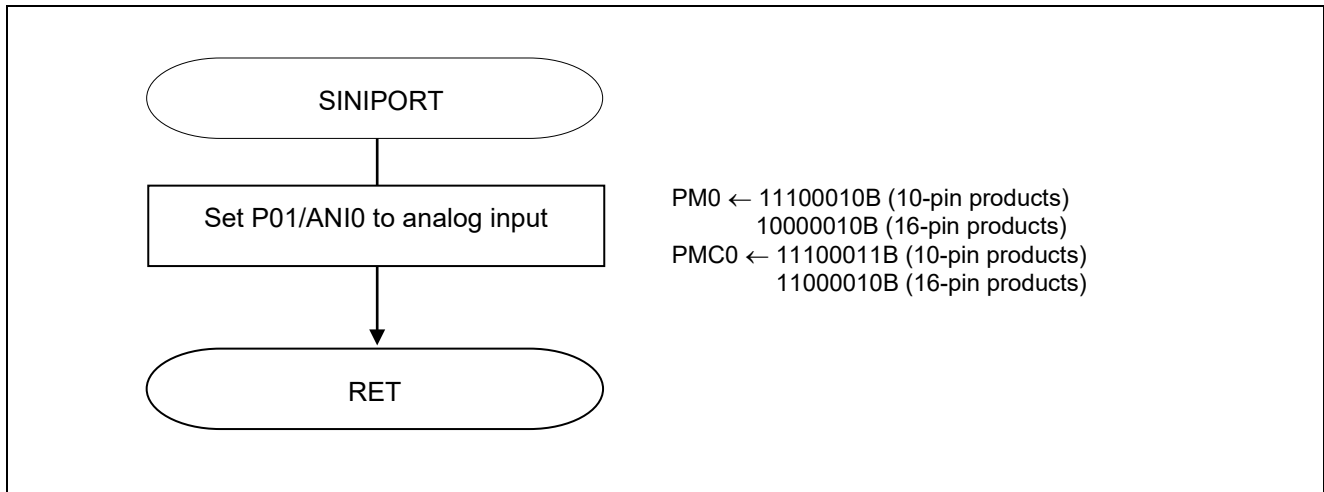 SINIPORT
Set P01/ANI0 to analog input
PM0 ← 11100010B (10-pin products)
10000010B (16-pin products)
PMC0 ← 11100011B (10-pin products)
11000010B (16-pin products)
RET